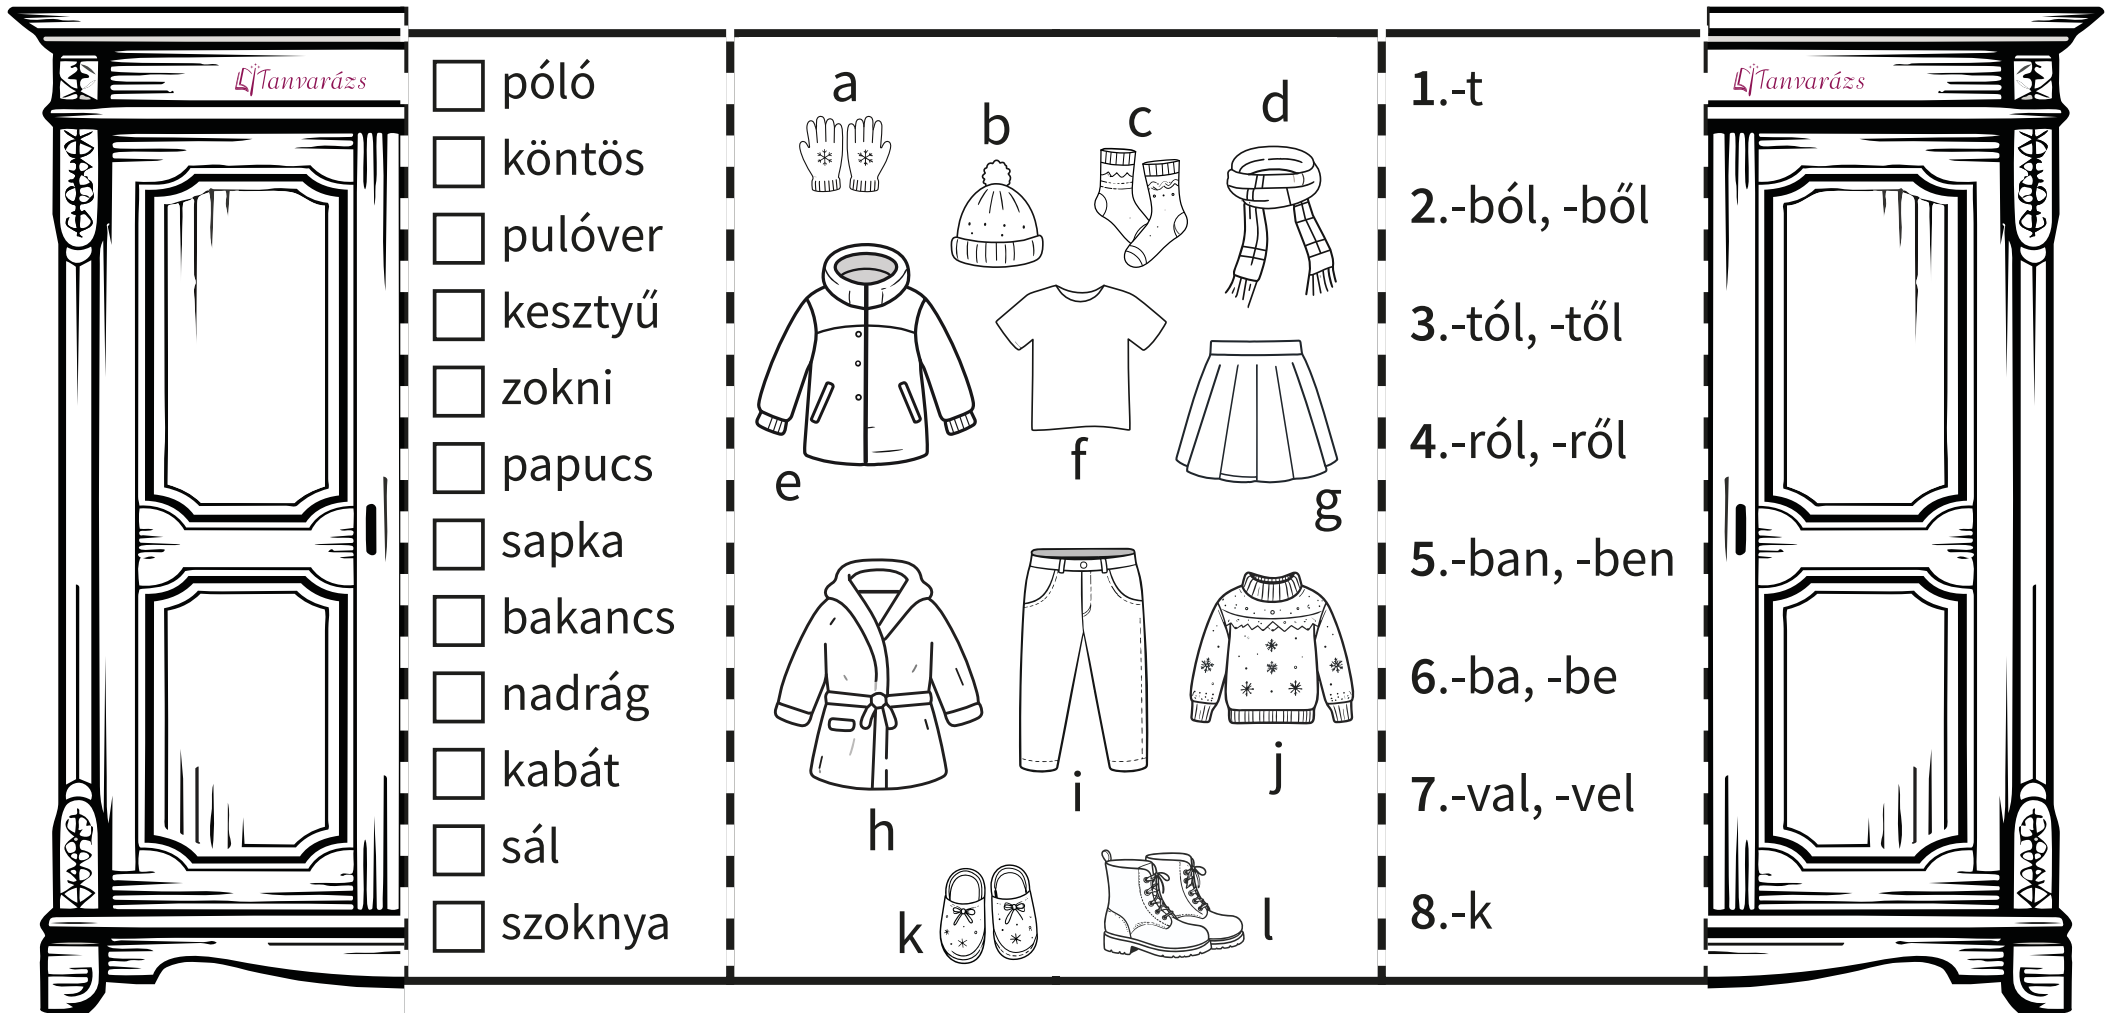 Tanvarázs
póló
köntös
pulóver
kesztyű
zokni
papucs
sapka
bakancs
nadrág
kabát
sál
szoknya
a
b
c
d
e
f
g
h
i
j
k
l
1.-t
2.-ból, -ből
3.-tól, -től
4.-ról, -ről
5.-ban, -ben
6.-ba, -be
7.-val, -vel
8.-k
Tanvarázs